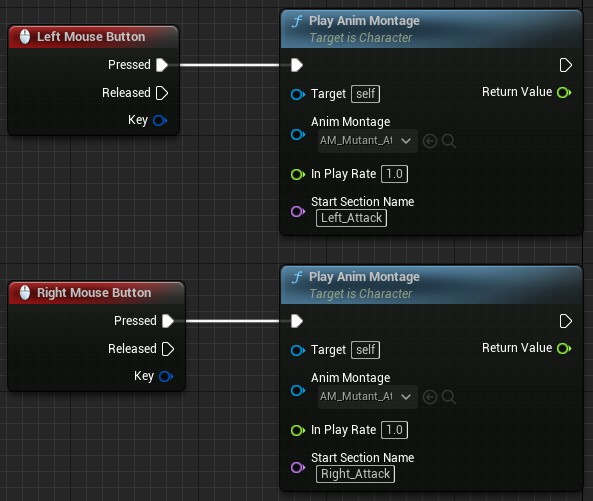 Left Mouse Button
Pressed
Released
Key
Play Anim Montage
Target is Character
Target self
Return Value
Anim Montage
AM_Mutant_At
In Play Rate 1.0
Start Section Name
Left_Attack
Right Mouse Button
Pressed
Released
Key
Play Anim Montage
Target is Character
Target self
Return Value
Anim Montage
AM_Mutant_At
In Play Rate 1.0
Start Section Name
Right_Attack